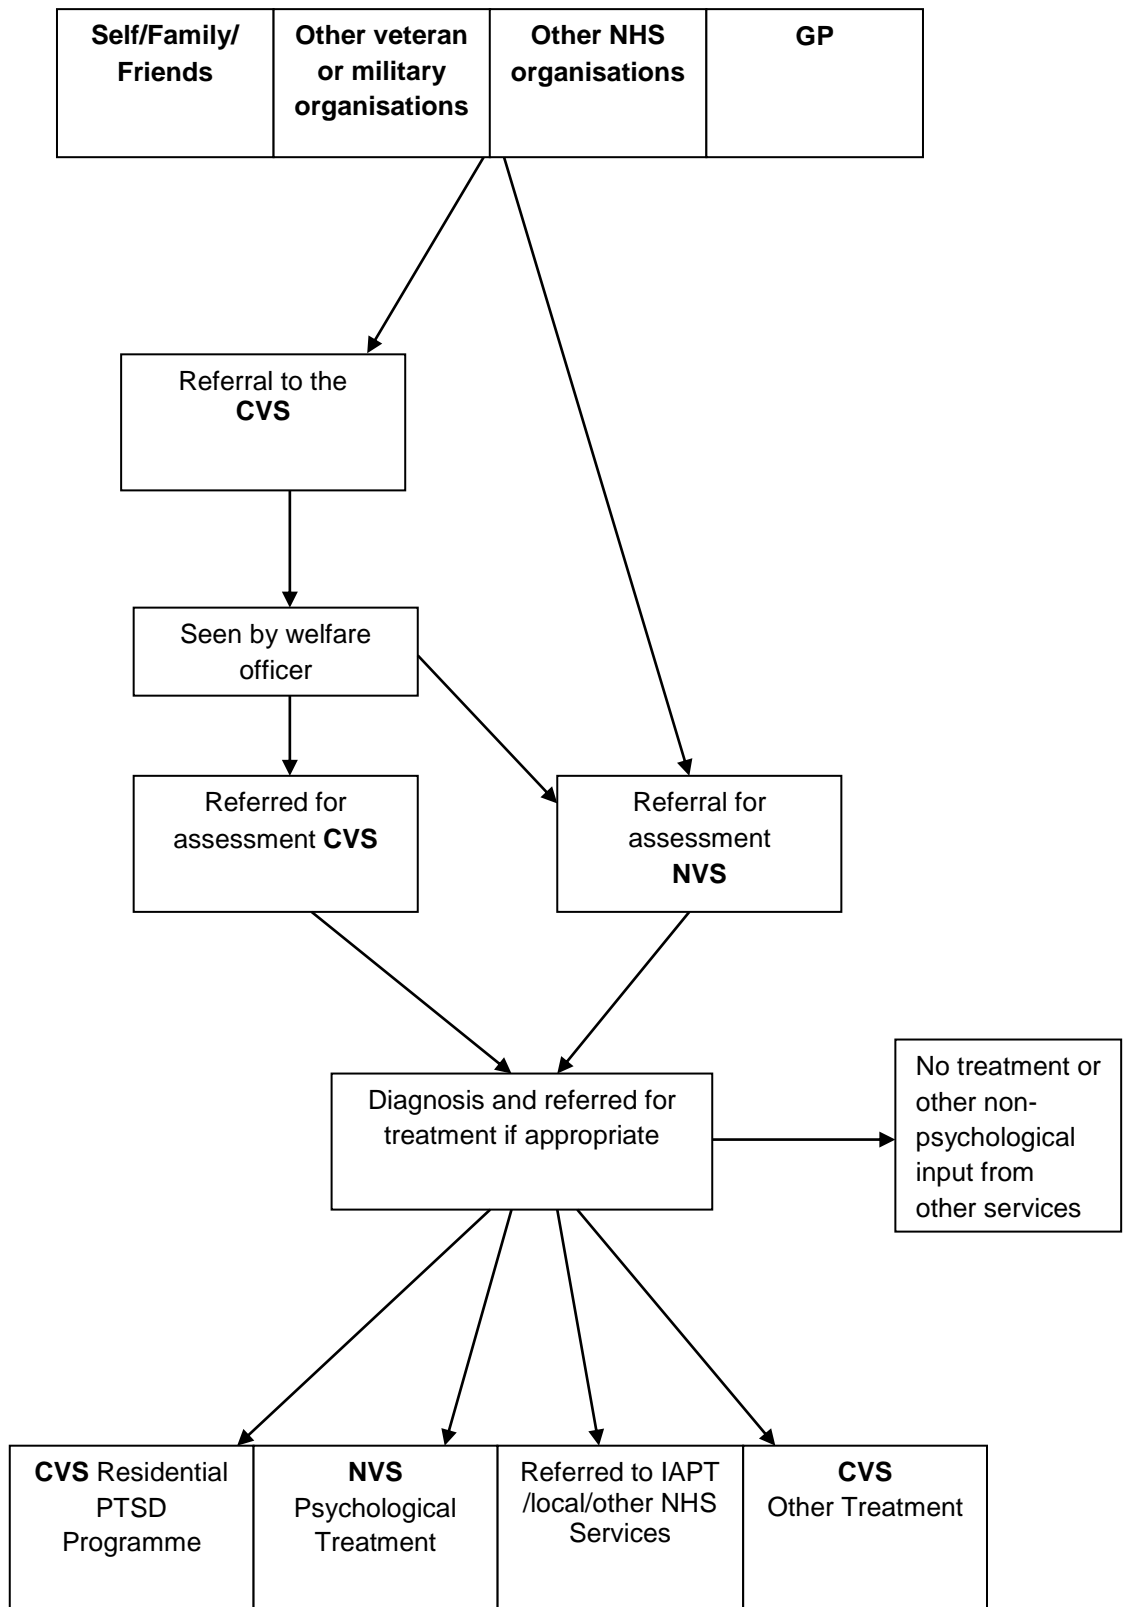 Self/Family/
Friends
Other veteran
or military
organisations
Other NHS
organisations
GP
Referral to the
CVS
Seen by welfare
officer
Referred for
assessment CVS
Referral for
assessment
NVS
Diagnosis and referred for
treatment if appropriate
No treatment or
other non-
psychological
input from
other services
CVS Residential
PTSD
Programme
NVS
Psychological
Treatment
Referred to IAPT
/local/other NHS
Services
CVS
Other Treatment